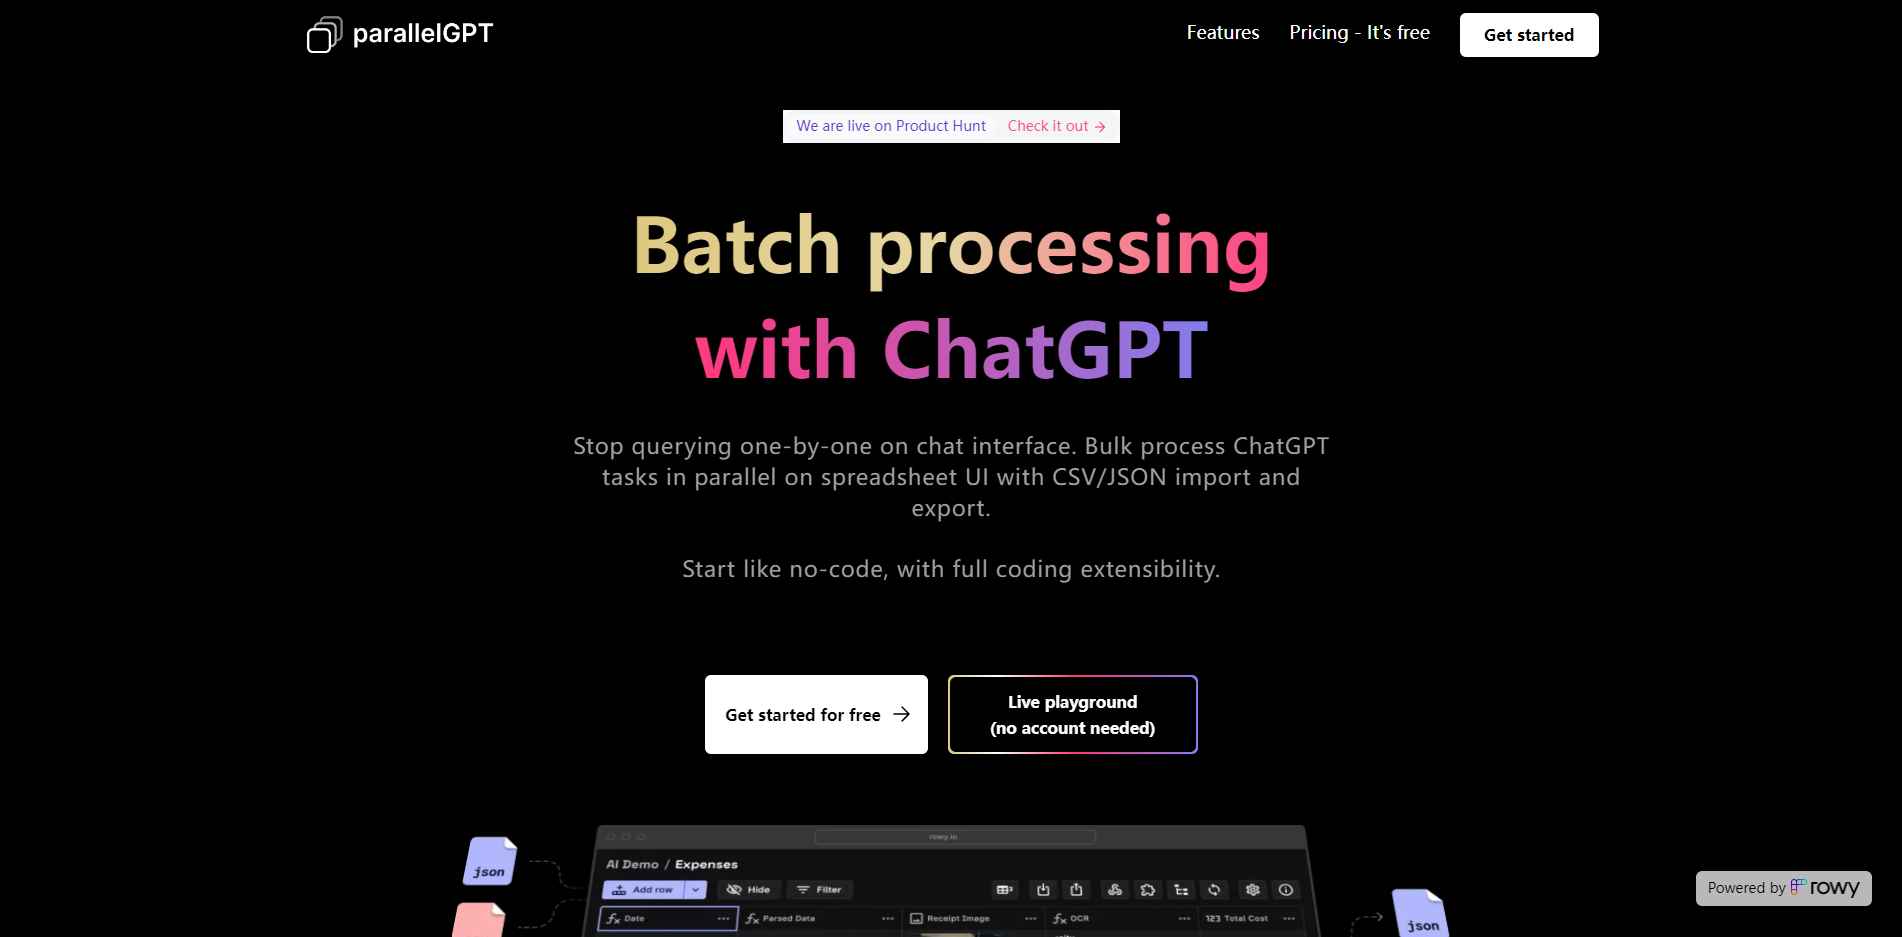 parallelGPT
Features
Pricing - It's free
Get started
We are live on Product Hunt
Check it out
Batch processing
with ChatGPT
Stop querying one-by-one on chat interface. Bulk process ChatGPT
tasks in parallel on spreadsheet UI with CSV/JSON import and
export.
Start like no-code, with full coding extensibility.
Get started for free
Live playground
(no account needed)
rowy.io
AI Demo / Expenses
json
Add row
Hide
Filter
Date
Parsed Data
Receipt Image
OCR
123 Total Cost
json
Powered by rowy